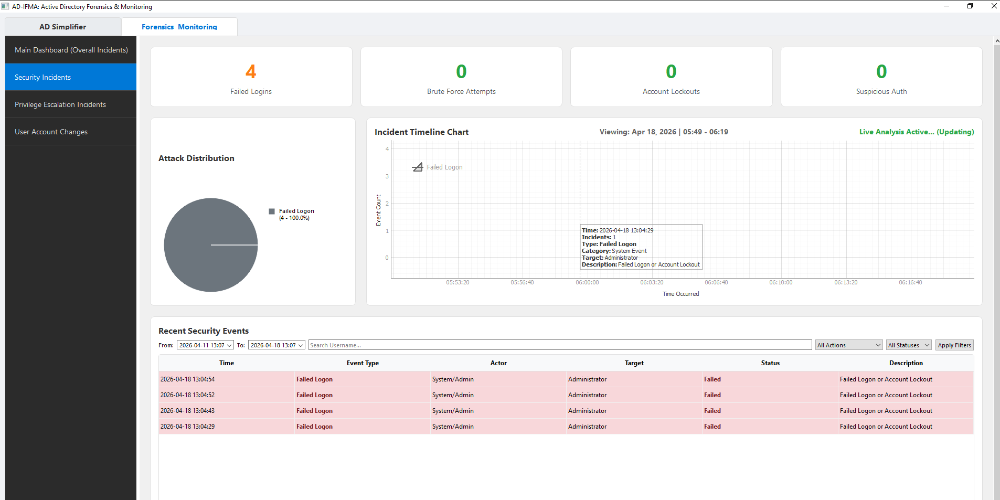 AD-IFMA: Active Directory Forensics & Monitoring
AD Simplifier
Forensics Monitoring
Main Dashboard (Overall Incidents)
Security Incidents
Privilege Escalation Incidents
User Account Changes
4
Failed Logins
0
Brute Force Attempts
0
Account Lockouts
0
Suspicious Auth
Attack Distribution
Failed Logon
(4 - 100.0%)
Incident Timeline Chart
Viewing: Apr 18, 2026 | 05:49 - 06:19
Live Analysis Active... (Updating)
Failed Logon
4
3
2
1
0
Event Count
Time: 2026-04-18 13:04:29
Incidents: 1
Type: Failed Logon
Category: System Event
Target: Administrator
Description: Failed Logon or Account Lockout
05:53:20 05:56:40 06:00:00 06:03:20 06:06:40 06:10:00 06:13:20 06:16:40
Time Occurred
Recent Security Events
From: 2026-04-11 13:07 To: 2026-04-18 13:07 Search Username... All Actions All Statuses Apply Filters
Time Event Type Actor Target Status Description
2026-04-18 13:04:54 Failed Logon System/Admin Administrator Failed Failed Logon or Account Lockout
2026-04-18 13:04:52 Failed Logon System/Admin Administrator Failed Failed Logon or Account Lockout
2026-04-18 13:04:43 Failed Logon System/Admin Administrator Failed Failed Logon or Account Lockout
2026-04-18 13:04:29 Failed Logon System/Admin Administrator Failed Failed Logon or Account Lockout